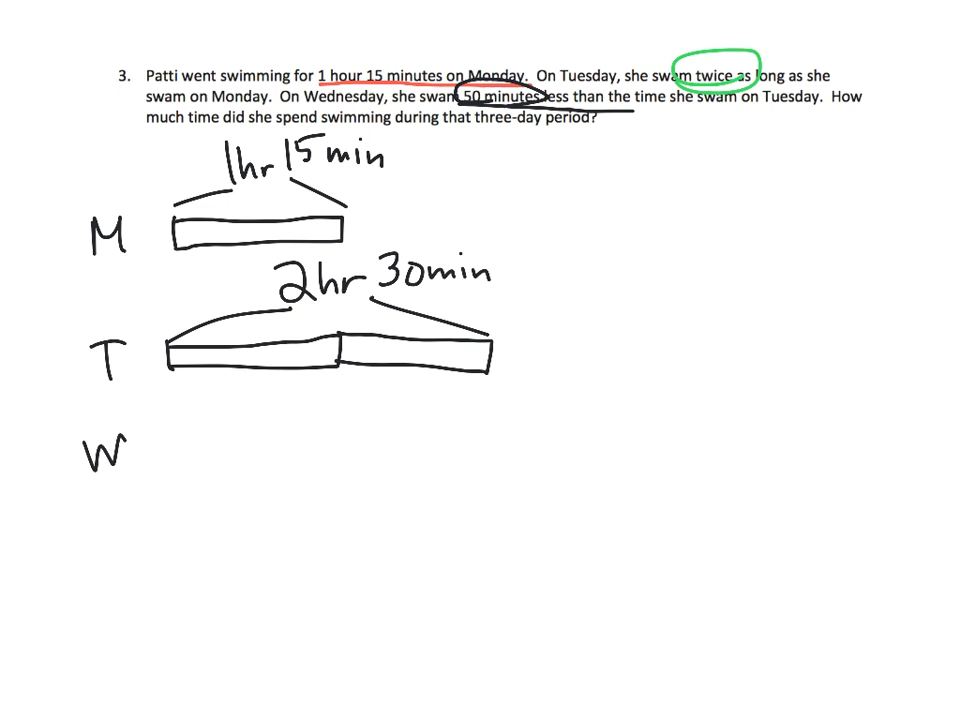 3. Patti went swimming for 1 hour 15 minutes on Monday. On Tuesday, she swam twice as long as she
swam on Monday. On Wednesday, she swam 50 minutes less than the time she swam on Tuesday. How
much time did she spend swimming during that three-day period?
1hr 15min
M
2hr 30min
T
W